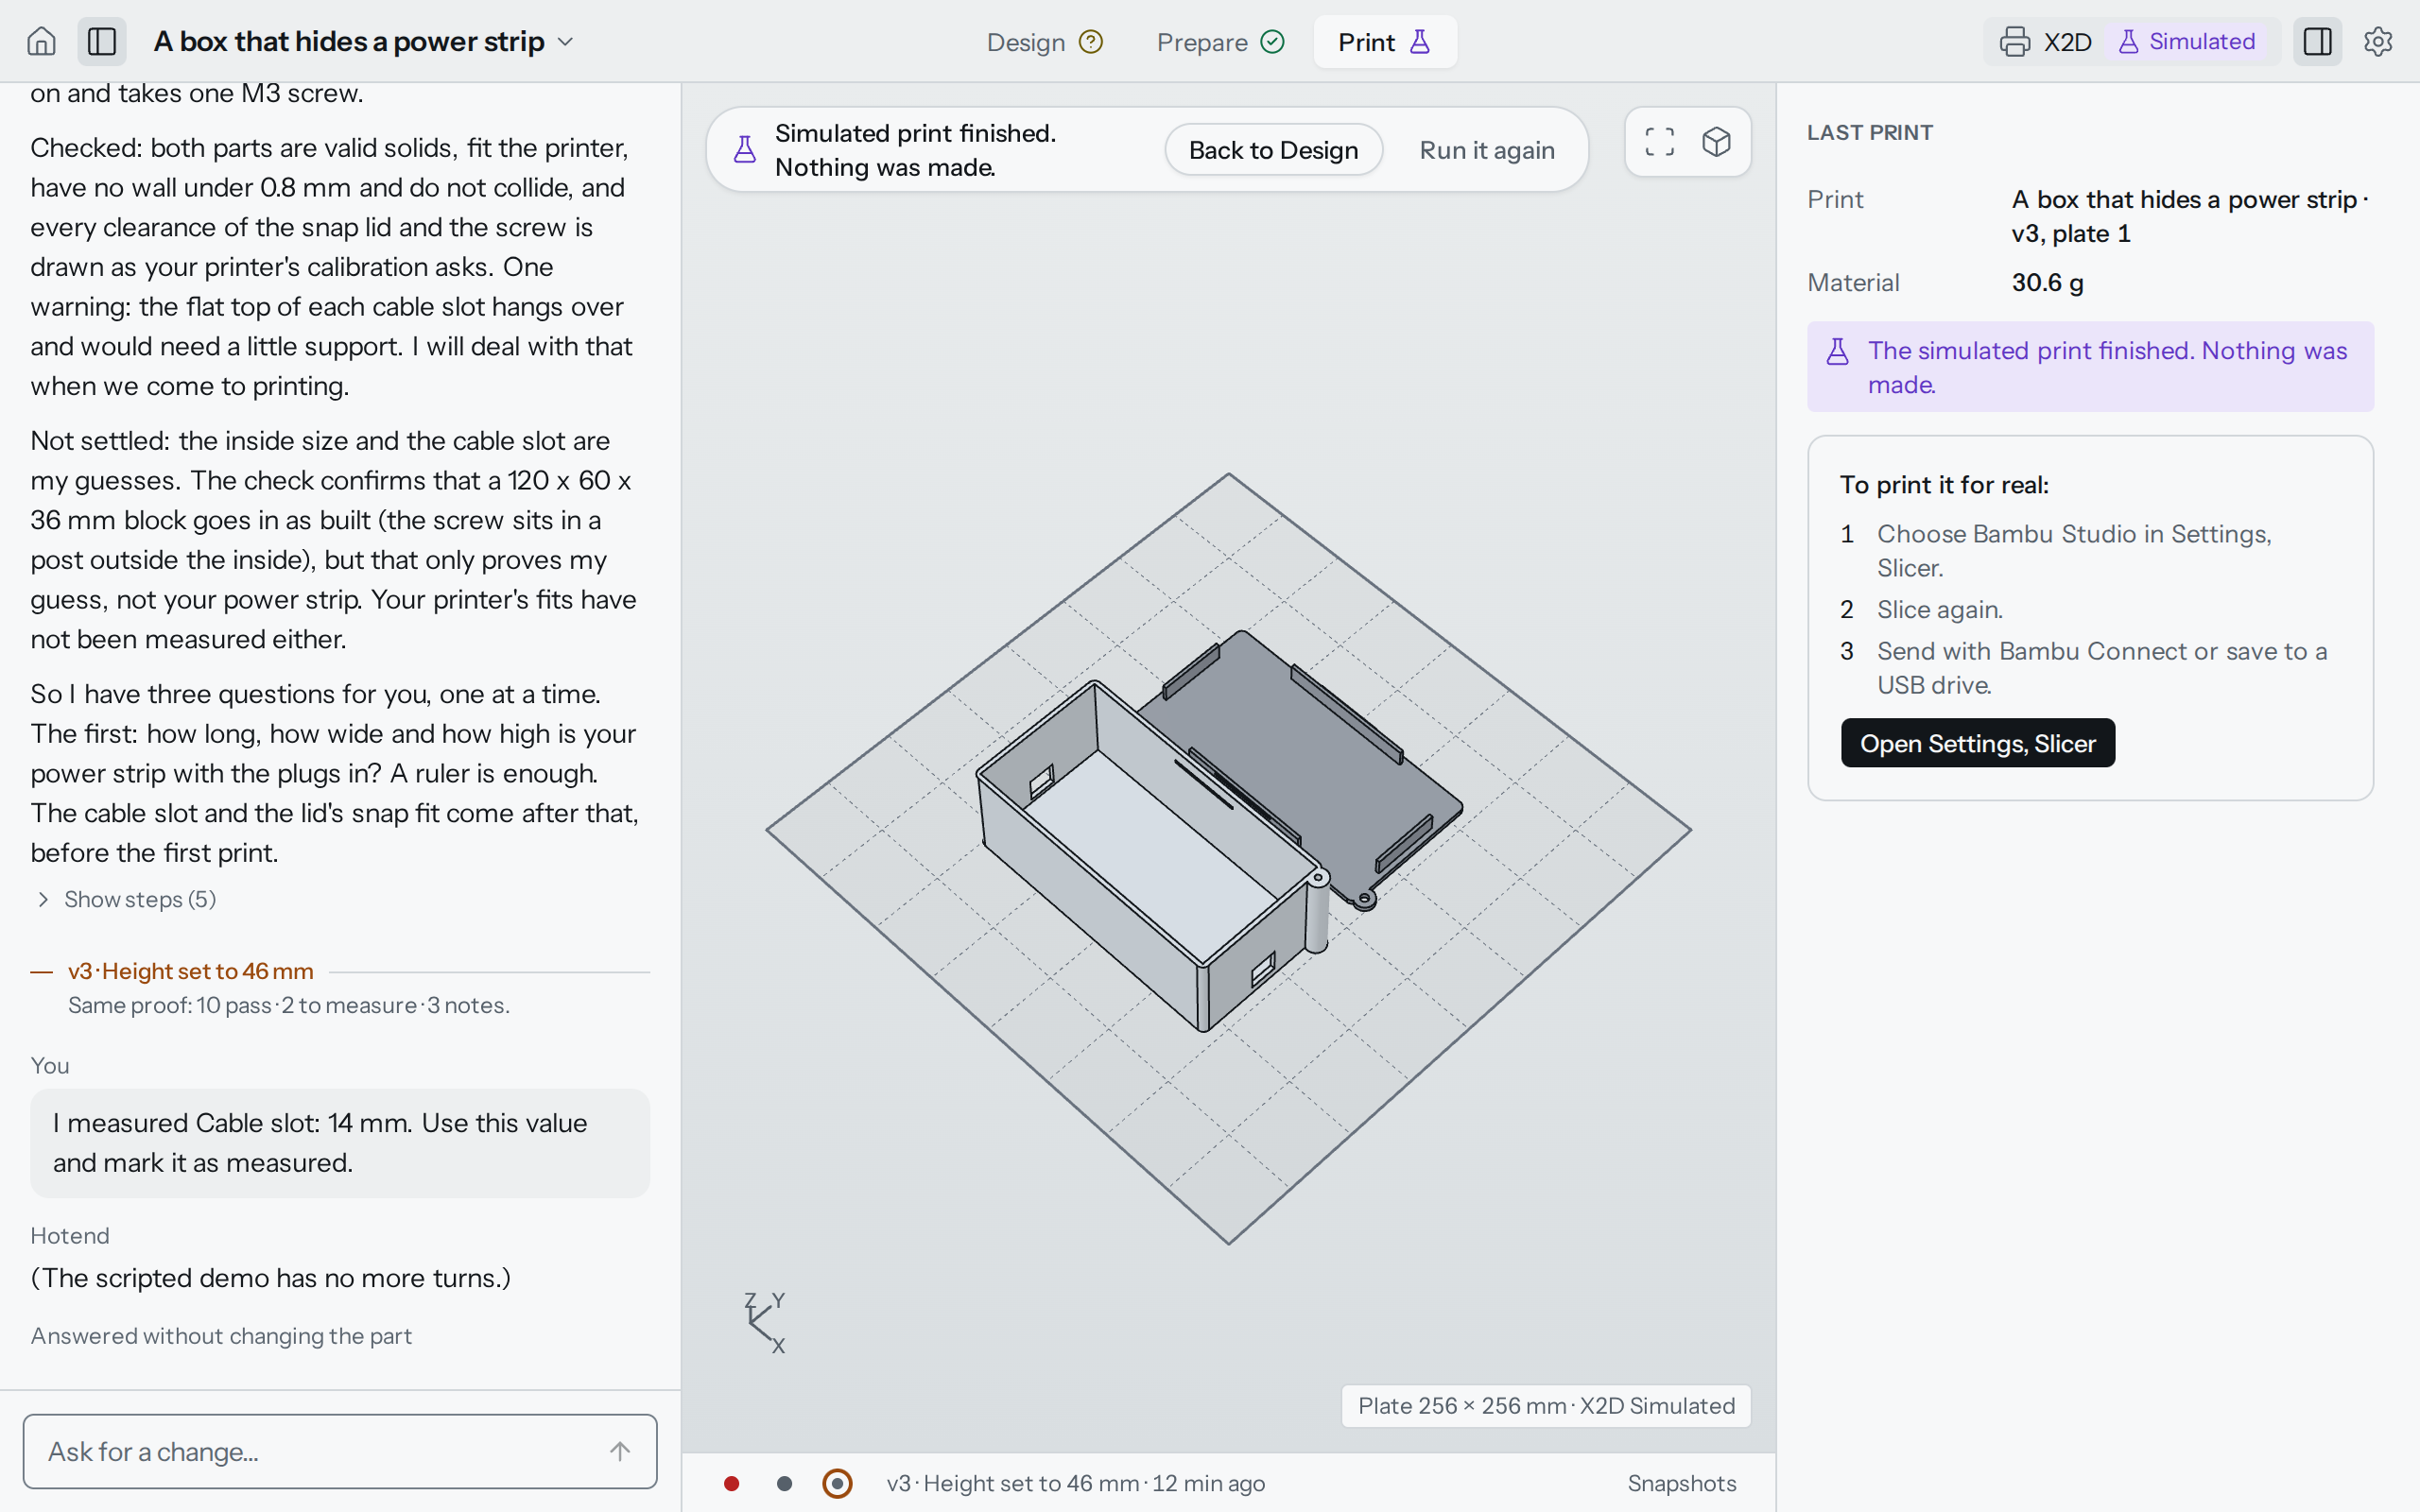 A box that hides a power strip
Design
Prepare
Print
X2D
Simulated
on and takes one M3 screw.
Checked: both parts are valid solids, fit the printer,
have no wall under 0.8 mm and do not collide, and
every clearance of the snap lid and the screw is
drawn as your printer's calibration asks. One
warning: the flat top of each cable slot hangs over
and would need a little support. I will deal with that
when we come to printing.
Not settled: the inside size and the cable slot are
my guesses. The check confirms that a 120 x 60 x
36 mm block goes in as built (the screw sits in a
post outside the inside), but that only proves my
guess, not your power strip. Your printer's fits have
not been measured either.
So I have three questions for you, one at a time.
The first: how long, how wide and how high is your
power strip with the plugs in? A ruler is enough.
The cable slot and the lid's snap fit come after that,
before the first print.
Show steps (5)
v3 · Height set to 46 mm
Same proof: 10 pass · 2 to measure · 3 notes.
You
I measured Cable slot: 14 mm. Use this value
and mark it as measured.
Hotend
(The scripted demo has no more turns.)
Answered without changing the part
Ask for a change...
Simulated print finished.
Nothing was made.
Back to Design
Run it again
Z Y
X
Plate 256 × 256 mm · X2D Simulated
v3 · Height set to 46 mm · 12 min ago
Snapshots
LAST PRINT
Print
A box that hides a power strip ·
v3, plate 1
Material
30.6 g
The simulated print finished. Nothing was
made.
To print it for real:
1 Choose Bambu Studio in Settings,
Slicer.
2 Slice again.
3 Send with Bambu Connect or save to a
USB drive.
Open Settings, Slicer